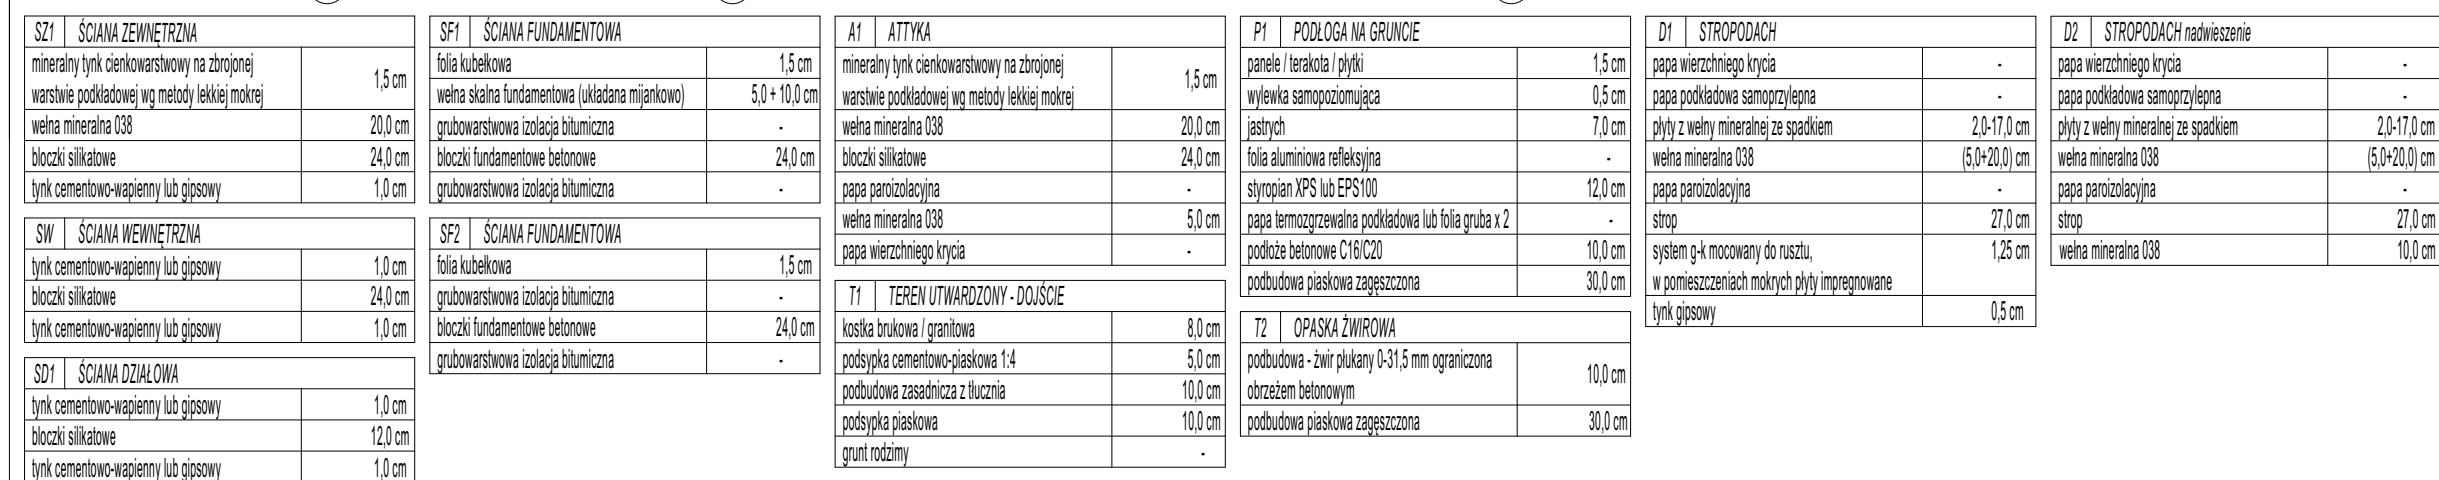 SZ1 ŚCIANA ZEWNĘTRZNA
mineralny tynk cienkowarstwowy na zbrojonej
warstwie podkładowej wg metody lekkiej mokrej 1,5 cm
wełna mineralna 038 20,0 cm
bloczki silikatowe 24,0 cm
tynk cementowo-wapienny lub gipsowy 1,0 cm
SW ŚCIANA WEWNĘTRZNA
tynk cementowo-wapienny lub gipsowy 1,0 cm
bloczki silikatowe 24,0 cm
tynk cementowo-wapienny lub gipsowy 1,0 cm
SD1 ŚCIANA DZIAŁOWA
tynk cementowo-wapienny lub gipsowy 1,0 cm
bloczki silikatowe 12,0 cm
tynk cementowo-wapienny lub gipsowy 1,0 cm
SF1 ŚCIANA FUNDAMENTOWA
folia kubełkowa 1,5 cm
wełna skalna fundamentowa (układana mijankowo) 5,0 + 10,0 cm
grubowarstwowa izolacja bitumiczna -
bloczki fundamentowe betonowe 24,0 cm
grubowarstwowa izolacja bitumiczna -
SF2 ŚCIANA FUNDAMENTOWA
folia kubełkowa 1,5 cm
grubowarstwowa izolacja bitumiczna -
bloczki fundamentowe betonowe 24,0 cm
grubowarstwowa izolacja bitumiczna -
A1 ATTYKA
mineralny tynk cienkowarstwowy na zbrojonej
warstwie podkładowej wg metody lekkiej mokrej 1,5 cm
wełna mineralna 038 20,0 cm
bloczki silikatowe 24,0 cm
papa paroizolacyjna -
wełna mineralna 038 5,0 cm
papa wierzchniego krycia -
T1 TEREN UTWARDZONY - DOJŚCIE
kostka brukowa / granitowa 8,0 cm
podsypka cementowo-piaskowa 1:4 5,0 cm
podbudowa zasadnicza z tłucznia 10,0 cm
podsypka piaskowa 10,0 cm
grunt rodzimy -
P1 PODŁOGA NA GRUNCIE
panele / terakota / płytki 1,5 cm
wylewka samopoziomująca 0,5 cm
jastrych 7,0 cm
folia aluminiowa refleksyjna -
styropian XPS lub EPS100 12,0 cm
papa termozgrzewalna podkładowa lub folia gruba x 2 -
podłoże betonowe C16/C20 10,0 cm
podbudowa piaskowa zagęszczona 30,0 cm
T2 OPASKA ŻWIROWA
podbudowa - żwir płukany 0-31,5 mm ograniczona
obrzeżem betonowym 10,0 cm
podbudowa piaskowa zagęszczona 30,0 cm
D1 STROPODACH
papa wierzchniego krycia -
papa podkładowa samoprzylepna -
płyty z wełny mineralnej ze spadkiem 2,0-17,0 cm
wełna mineralna 038 (5,0+20,0) cm
papa paroizolacyjna -
strop 27,0 cm
system g-k mocowany do rusztu, 1,25 cm
w pomieszczeniach mokrych płyty impregnowane
tynk gipsowy 0,5 cm
D2 STROPODACH nadwieszenie
papa wierzchniego krycia -
papa podkładowa samoprzylepna -
płyty z wełny mineralnej ze spadkiem 2,0-17,0 cm
wełna mineralna 038 (5,0+20,0) cm
papa paroizolacyjna -
strop 27,0 cm
wełna mineralna 038 10,0 cm